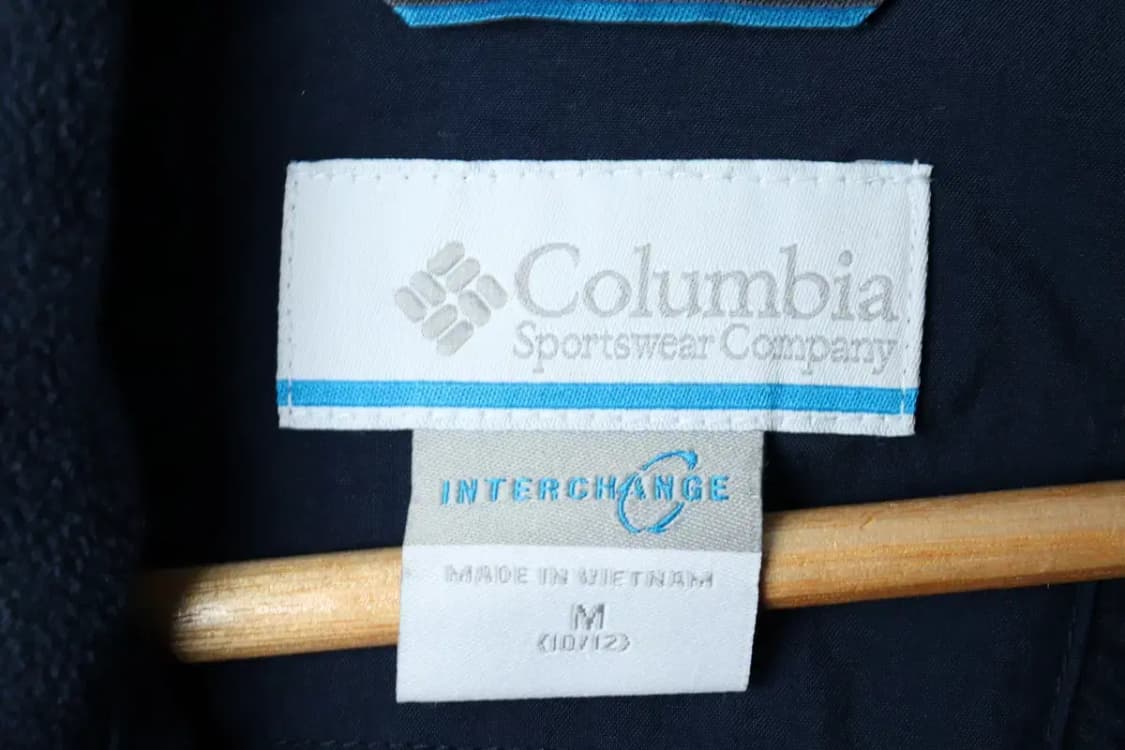 Columbia
Sportswear Company
INTERCHANGE
MADE IN VIETNAM
M
(10/12)